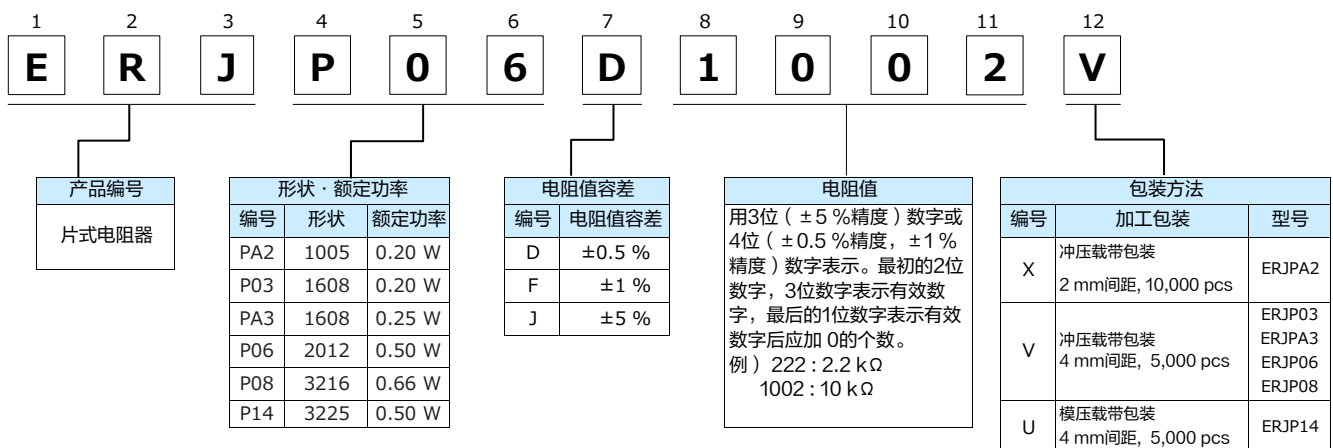 1 2 3 4 5 6 7 8 9 10 11 12
E R J P 0 6 D 1 0 0 2 V
产品编号
片式电阻器
形状·额定功率
编号 形状 额定功率
PA2 1005 0.20 W
P03 1608 0.20 W
PA3 1608 0.25 W
P06 2012 0.50 W
P08 3216 0.66 W
P14 3225 0.50 W
电阻值容差
编号 电阻值容差
D ±0.5 %
F ±1 %
J ±5 %
电阻值
用3位(±5 %精度)数字或
4位(±0.5 %精度,±1 %
精度)数字表示。最初的2位
数字,3位数字表示有效数
字,最后的1位数字表示有效
数字后应加 0的个数。
例)222 : 2.2 kΩ
1002 : 10 kΩ
包装方法
编号 加工包装 型号
X 冲压载带包装
2 mm间距, 10,000 pcs ERJPA2
V 冲压载带包装
4 mm间距, 5,000 pcs
ERJP03
ERJPA3
ERJP06
ERJP08
U 模压载带包装
4 mm间距, 5,000 pcs ERJP14